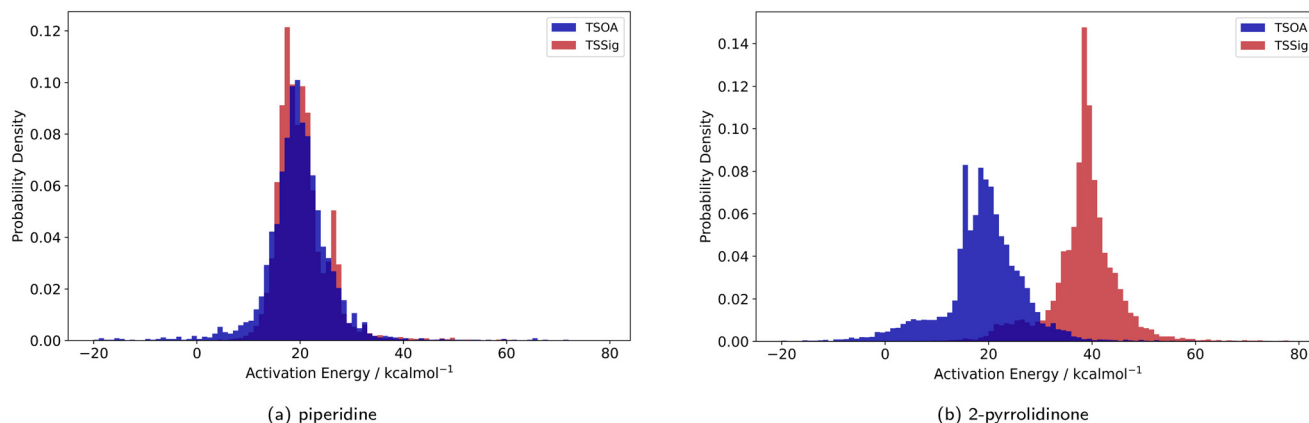 TSOA
TSSig
0.12
0.10
0.08
0.06
0.04
0.02
0.00
Probability Density
−20
0
20
40
60
80
Activation Energy / kcalmol⁻¹
(a) piperidine
TSOA
TSSig
0.14
0.12
0.10
0.08
0.06
0.04
0.02
0.00
Probability Density
−20
0
20
40
60
80
Activation Energy / kcalmol⁻¹
(b) 2-pyrrolidinone